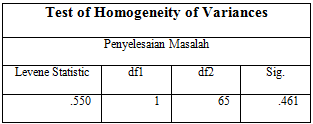 Test of Homogeneity of Variances
Penyelesaian Masalah
Levene Statistic df1 df2 Sig.
.550 1 65 .461